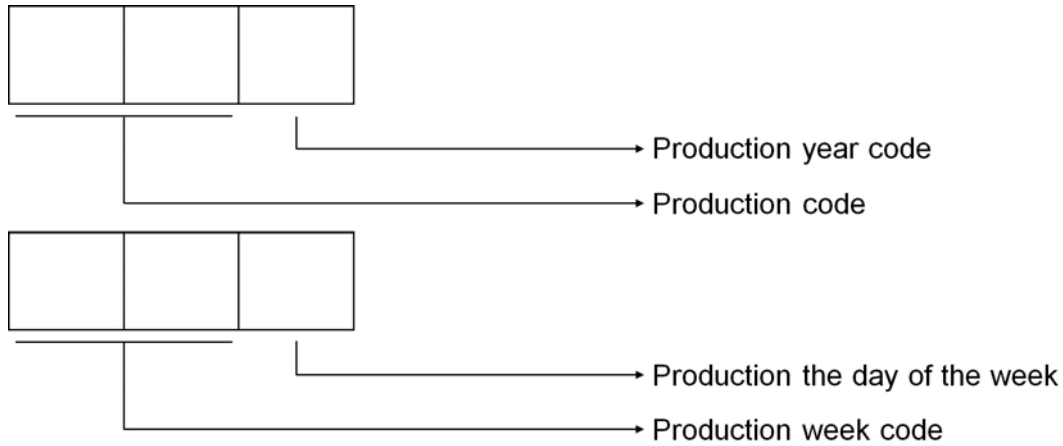 Production year code
Production code
Production the day of the week
Production week code